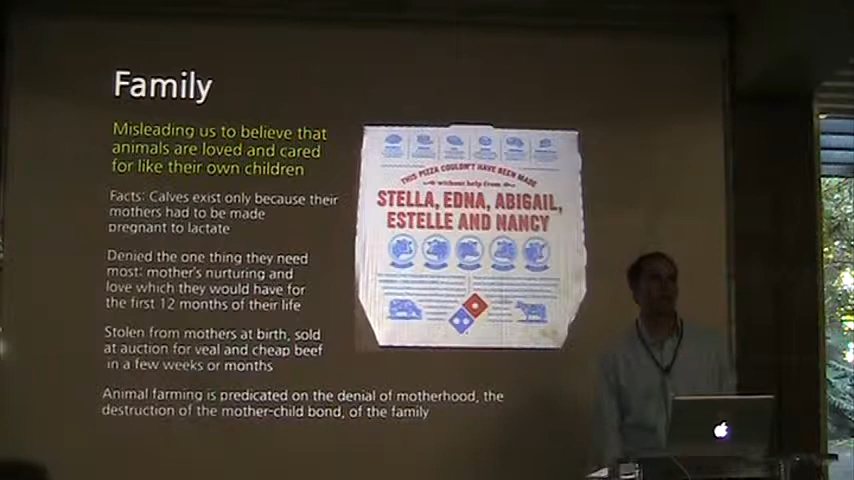 Family
Misleading us to believe that
animals are loved and cared
for like their own children
Facts: Calves exist only because their
mothers had to be made
pregnant to lactate
Denied the one thing they need
most: mother's nurturing and
love which they would have for
the first 12 months of their life
Stolen from mothers at birth, sold
at auction for veal and cheap beef
in a few weeks or months
Animal farming is predicated on the denial of motherhood, the
destruction of the mother-child bond, of the family
THIS PIZZA COULDN'T HAVE BEEN MADE
without help from
STELLA, EDNA, ABIGAIL,
ESTELLE AND NANCY